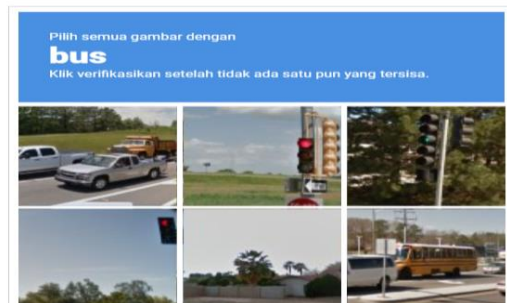 Pilih semua gambar dengan
bus
Klik verifikasikan setelah tidak ada satu pun yang tersisa.